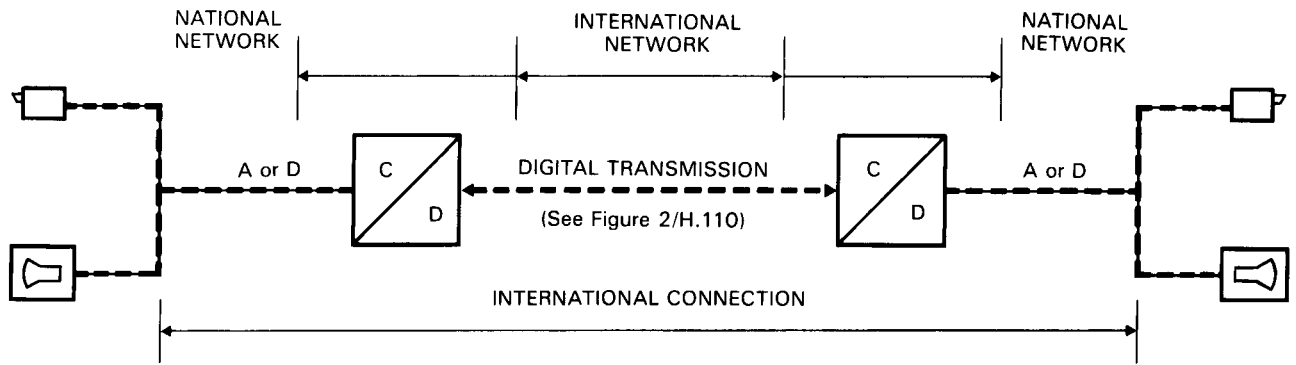 NATIONAL
NETWORK
INTERNATIONAL
NETWORK
NATIONAL
NETWORK
A or D
C
D
DIGITAL TRANSMISSION
(See Figure 2/H.110)
C
D
A or D
INTERNATIONAL CONNECTION